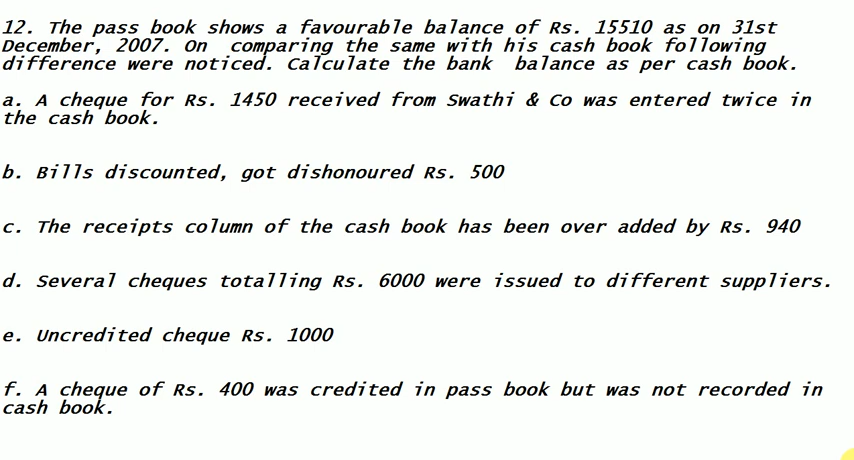 12. The pass book shows a favourable balance of Rs. 15510 as on 31st
December, 2007. On comparing the same with his cash book following
difference were noticed. Calculate the bank balance as per cash book.
a. A cheque for Rs. 1450 received from Swathi & Co was entered twice in
the cash book.
b. Bills discounted, got dishonoured Rs. 500
c. The receipts column of the cash book has been over added by Rs. 940
d. Several cheques totalling Rs. 6000 were issued to different suppliers.
e. Uncredited cheque Rs. 1000
f. A cheque of Rs. 400 was credited in pass book but was not recorded in
cash book.